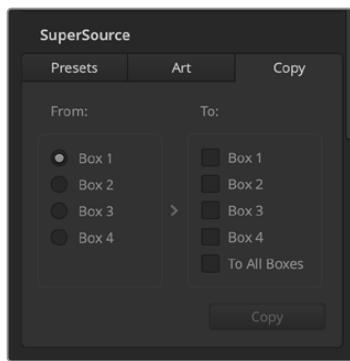 SuperSource
Presets Art Copy
From: To:
Box 1 Box 1
Box 2 Box 2
Box 3 > Box 3
Box 4 Box 4
To All Boxes
Copy